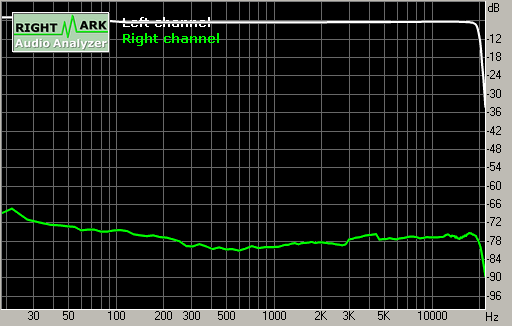 dB
RIGHT MARK
Audio Analyzer
Left channel
Right channel
-12
-18
-24
-30
-36
-42
-48
-54
-60
-66
-72
-78
-84
-90
-96
30 50 100 200 300 500 1000 2K 3K 5K 10000 Hz